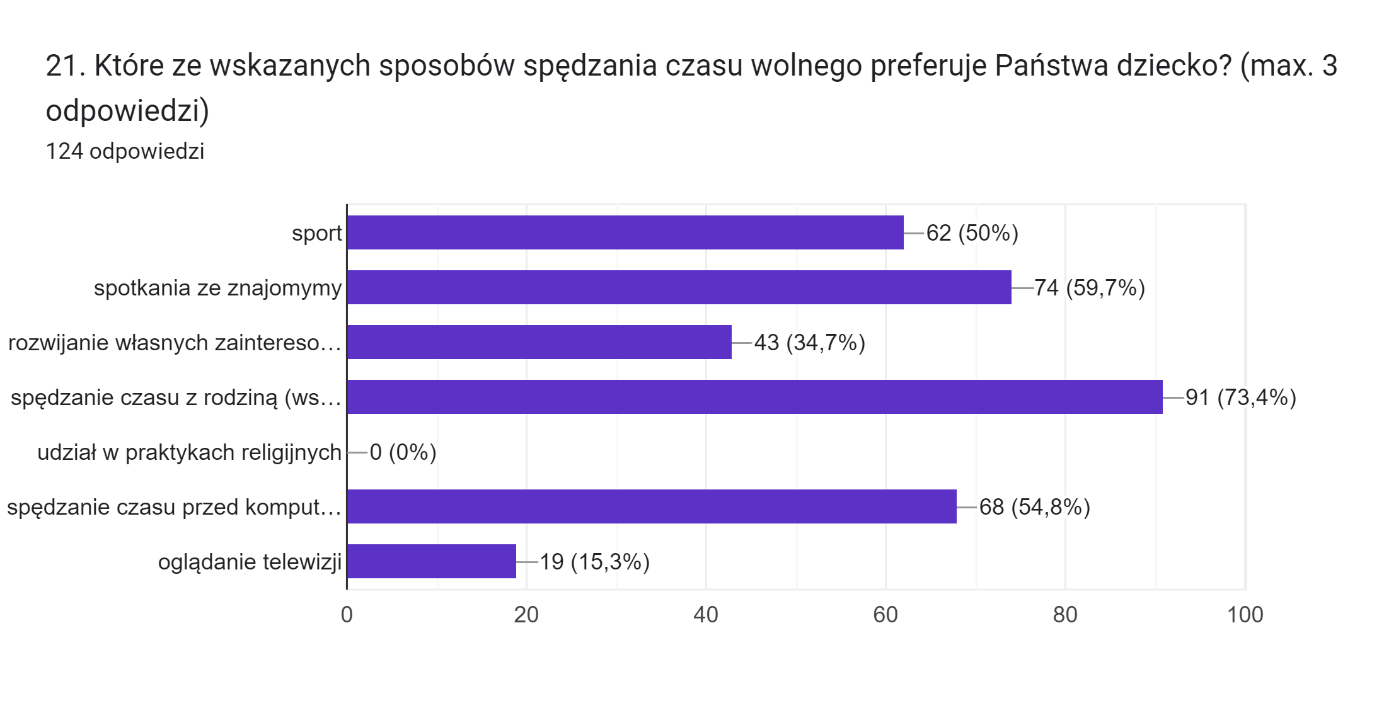 21. Które ze wskazanych sposobów spędzania czasu wolnego preferuje Państwa dziecko? (max. 3
odpowiedzi)
124 odpowiedzi
sport 62 (50%)
spotkania ze znajomymy 74 (59,7%)
rozwijanie własnych zaintereso… 43 (34,7%)
spędzanie czasu z rodziną (ws… 91 (73,4%)
udział w praktykach religijnych 0 (0%)
spędzanie czasu przed komput… 68 (54,8%)
oglądanie telewizji 19 (15,3%)
0 20 40 60 80 100